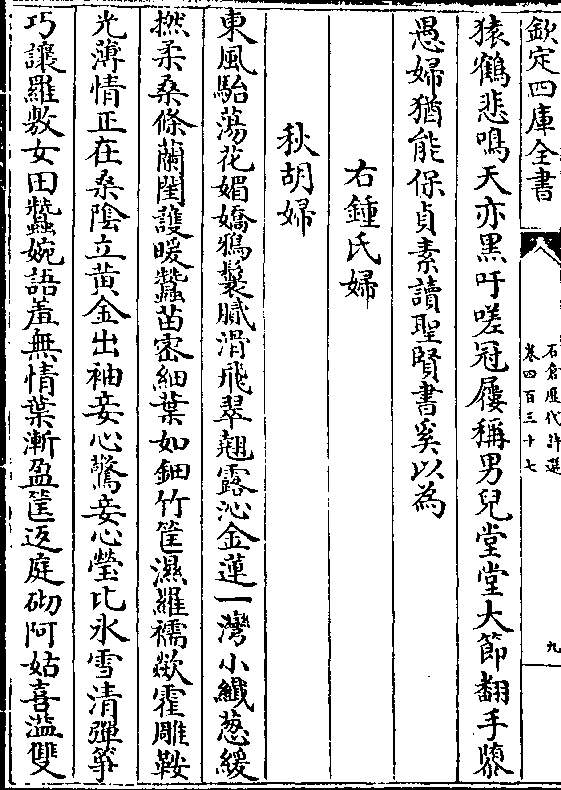 欽定四庫全書
石倉歷代詩選
卷四百三十七
九
猿鶴悲鳴天亦黑吁嗟冠屨稱男兒堂堂大節翻手隳
愚婦猶能保貞素讀聖賢書奚以為
右鍾氏婦
秋胡婦
東風駘蕩花媚嬌鴉鬟膩滑飛翠翹露沁金蓮一灣小纖葱緩
撚柔桑條蘭閨護暖蠶苗密細葉如鈿竹筐濕羅襦歘霍雕鞍
光薄情正在桑陰立黃金出袖妾心驚妾心瑩比氷雪清彈箏
巧讓羅敷女田蠶婉語羞無情葉漸盈筐返庭砌阿姑喜溢雙